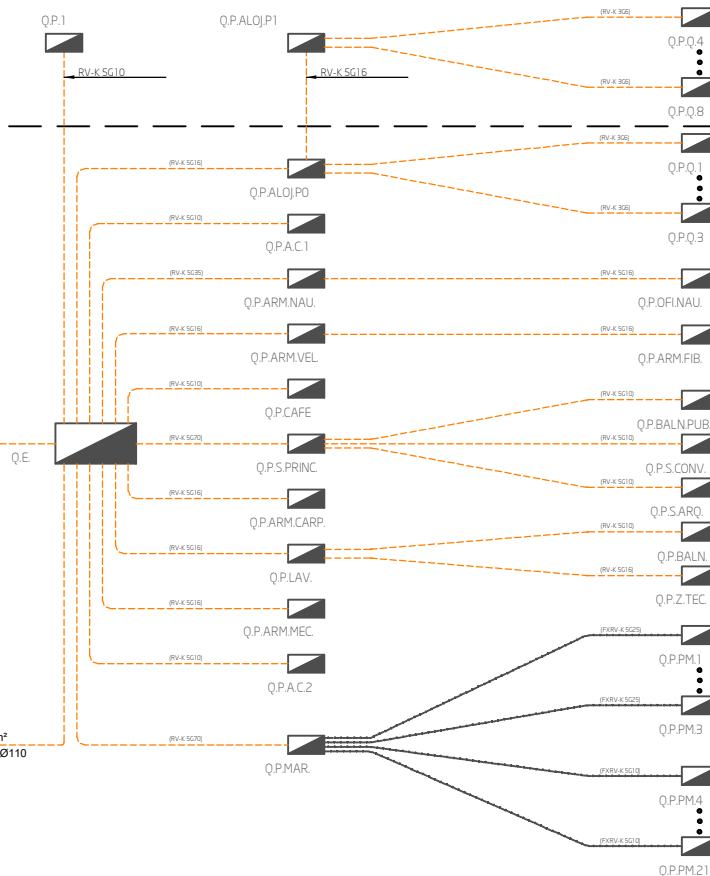 Q.P.1
Q.P.ALOJ.P1
(RV-K 3G6)
Q.P.Q.4
RV-K 5G10
RV-K 5G16
(RV-K 3G6)
Q.P.Q.8
(RV-K 3G6)
(RV-K 5G16)
Q.P.Q.1
Q.P.ALOJ.P0
(RV-K 3G6)
(RV-K 5G10)
Q.P.Q.3
Q.P.A.C.1
(RV-K 5G35)
(RV-K 5G16)
Q.P.ARM.NAU.
Q.P.OFI.NAU.
(RV-K 5G16)
(RV-K 5G16)
Q.P.ARM.VEL.
Q.P.ARM.FIB.
(RV-K 5G10)
(RV-K 5G10)
Q.P.CAFE
Q.P.BALN.PUB.
(RV-K 5G70)
(RV-K 5G10)
Q.E.
Q.P.S.PRINC.
Q.P.S.CONV.
(RV-K 5G16)
(RV-K 5G10)
Q.P.S.ARQ.
Q.P.ARM.CARP.
(RV-K 5G10)
(RV-K 5G16)
Q.P.BALN.
Q.P.LAV.
(RV-K 5G16)
Q.P.Z.TEC.
(RV-K 5G16)
Q.P.ARM.MEC.
(FXRV-K 5G25)
(RV-K 5G10)
Q.P.PM.1
Q.P.A.C.2
(FXRV-K 5G25)
Q.P.PM.3
m²
Ø110
(RV-K 5G70)
Q.P.MAR.
(FXRV-K 5G10)
Q.P.PM.4
(FXRV-K 5G10)
Q.P.PM.21